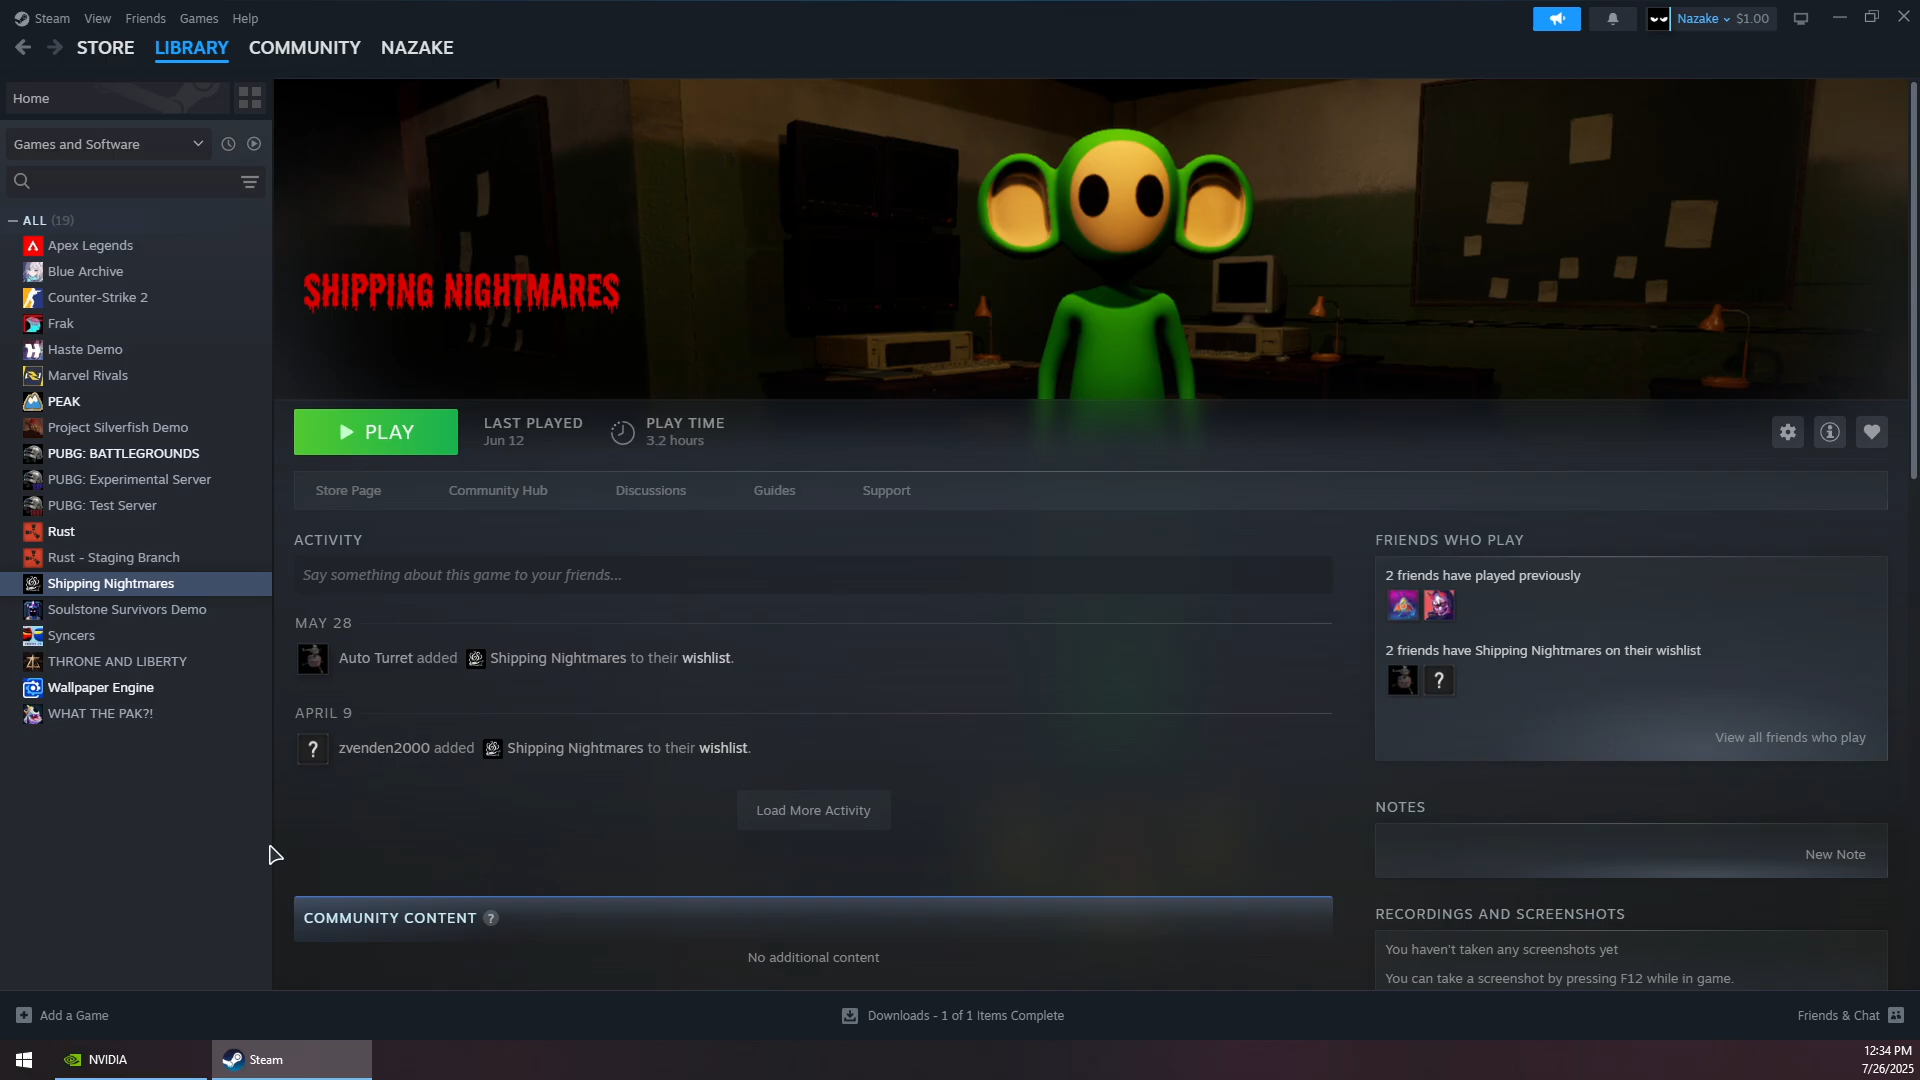 Steam View Friends Games Help
Nazake $1.00
STORE LIBRARY COMMUNITY NAZAKE
Home
Games and Software
ALL (19)
Apex Legends
Blue Archive
Counter-Strike 2
Frak
Haste Demo
Marvel Rivals
PEAK
Project Silverfish Demo
PUBG: BATTLEGROUNDS
PUBG: Experimental Server
PUBG: Test Server
Rust
Rust - Staging Branch
Shipping Nightmares
Soulstone Survivors Demo
Syncers
THRONE AND LIBERTY
Wallpaper Engine
WHAT THE PAK?!
SHIPPING NIGHTMARES
PLAY
LAST PLAYED
Jun 12
PLAY TIME
3.2 hours
Store Page Community Hub Discussions Guides Support
ACTIVITY
Say something about this game to your friends...
MAY 28
Auto Turret added Shipping Nightmares to their wishlist.
APRIL 9
? zvenden2000 added Shipping Nightmares to their wishlist.
Load More Activity
COMMUNITY CONTENT ?
No additional content
FRIENDS WHO PLAY
2 friends have played previously
2 friends have Shipping Nightmares on their wishlist
?
View all friends who play
NOTES
New Note
RECORDINGS AND SCREENSHOTS
You haven't taken any screenshots yet
You can take a screenshot by pressing F12 while in game.
Add a Game
Downloads - 1 of 1 Items Complete
Friends & Chat
NVIDIA
Steam
12:34 PM
7/26/2025